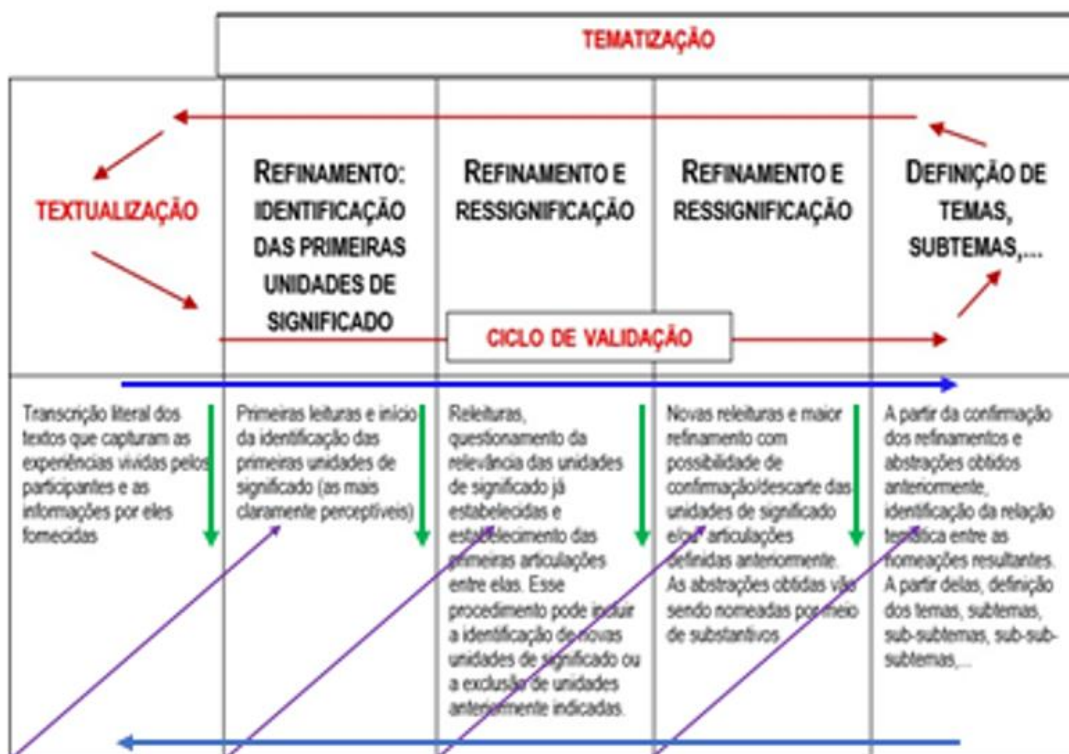 TEMATIZAÇÃO
TEXTUALIZAÇÃO
REFINAMENTO:
IDENTIFICAÇÃO
DAS PRIMEIRAS
UNIDADES DE
SIGNIFICADO
REFINAMENTO E
RESSIGNIFICAÇÃO
REFINAMENTO E
RESSIGNIFICAÇÃO
DEFINIÇÃO DE
TEMAS,
SUBTEMAS,...
CICLO DE VALIDAÇÃO
Transcrição literal dos
textos que capturam as
experiências vividas pelos
participantes e as
informações por eles
fornecidas
Primeiras leituras e início
da identificação das
primeiras unidades de
significado (as mais
claramente perceptíveis)
Releituras,
questionamento da
relevância das unidades
de significado já
estabelecidas e
estabelecimento das
primeiras articulações
entre elas. Esse
procedimento pode incluir
a identificação de novas
unidades de significado ou
a exclusão de unidades
anteriormente indicadas.
Novas releituras e maior
refinamento com
possibilidade de
confirmação/descarte das
unidades de significado
e/ou articulações
definidas anteriormente.
As abstrações obtidas vão
sendo nomeadas por meio
de substantivos
A partir da confirmação
dos refinamentos e
abstrações obtidos
anteriormente,
identificação da relação
temática entre as
nomeações resultantes.
A partir delas, definição
dos temas, subtemas,
sub-subtemas, sub-sub-
subtemas,...